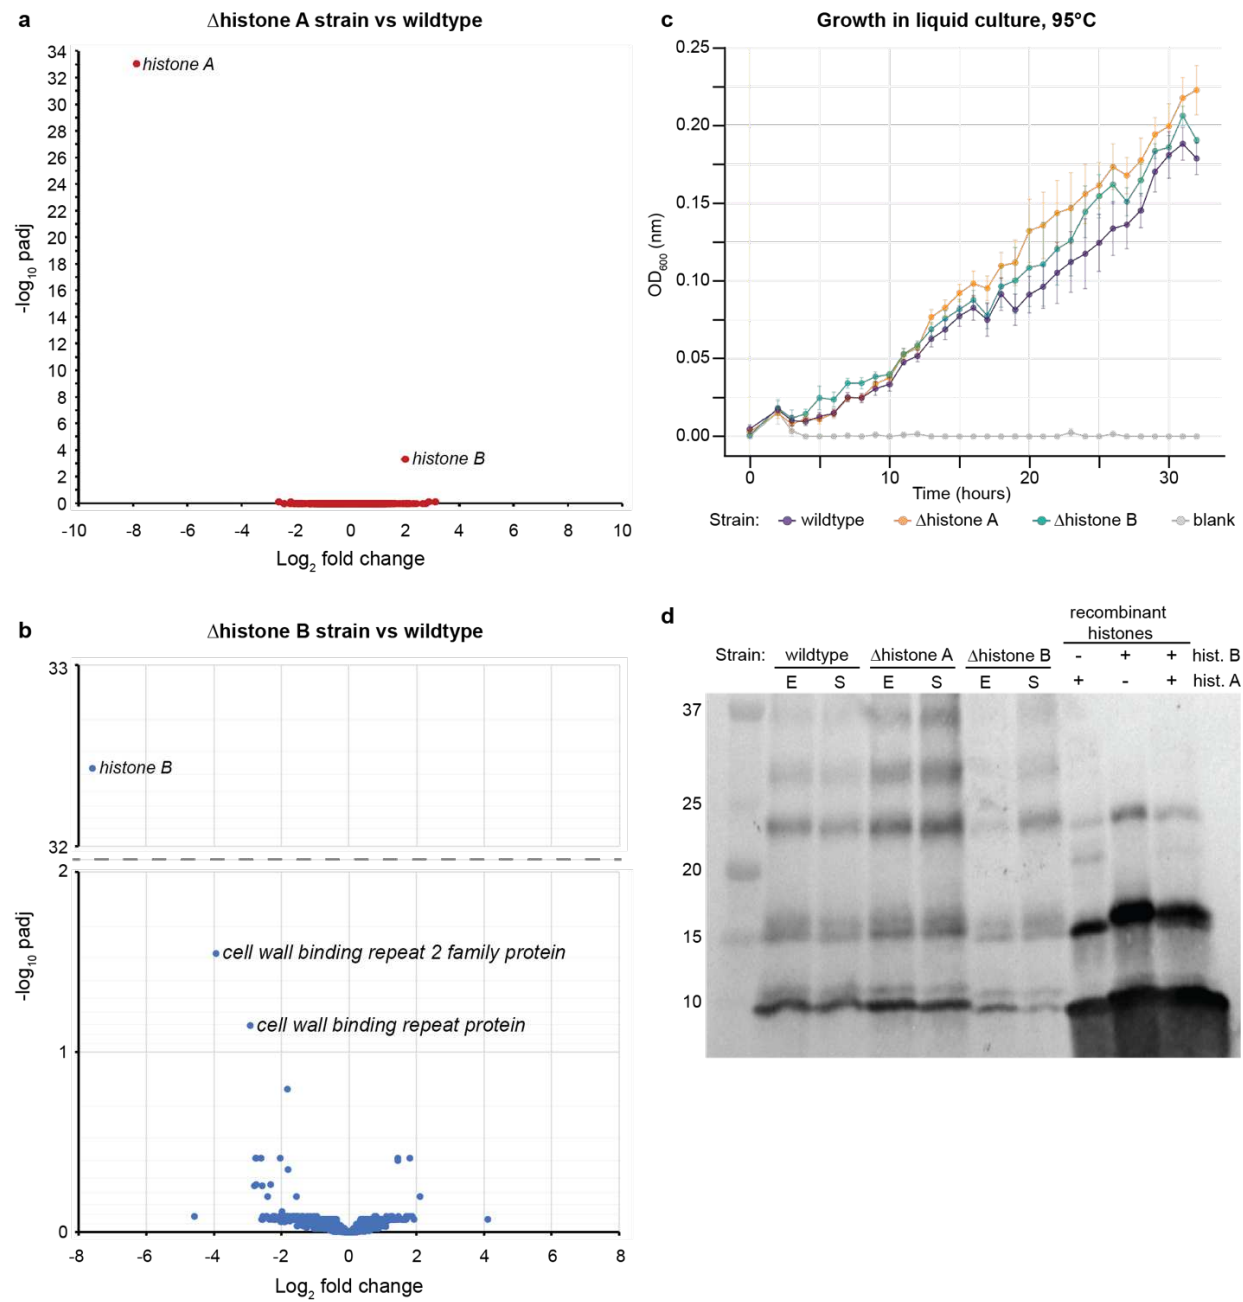 a
Δhistone A strain vs wildtype
34
32
30
28
26
24
22
20
18
16
14
12
10
8
6
4
2
0
-log10 padj
histone A
histone B
-10 -8 -6 -4 -2 0 2 4 6 8 10
Log2 fold change
b
Δhistone B strain vs wildtype
33
32
2
1
0
-log10 padj
histone B
cell wall binding repeat 2 family protein
cell wall binding repeat protein
-8 -6 -4 -2 0 2 4 6 8
Log2 fold change
c
Growth in liquid culture, 95°C
0.25
0.20
0.15
0.10
0.05
0.00
OD600 (nm)
0 10 20 30
Time (hours)
Strain: wildtype Δhistone A Δhistone B blank
d
recombinant
histones
Strain: wildtype Δhistone A Δhistone B - + + hist. B
E S E S E S + - + hist. A
37
25
20
15
10